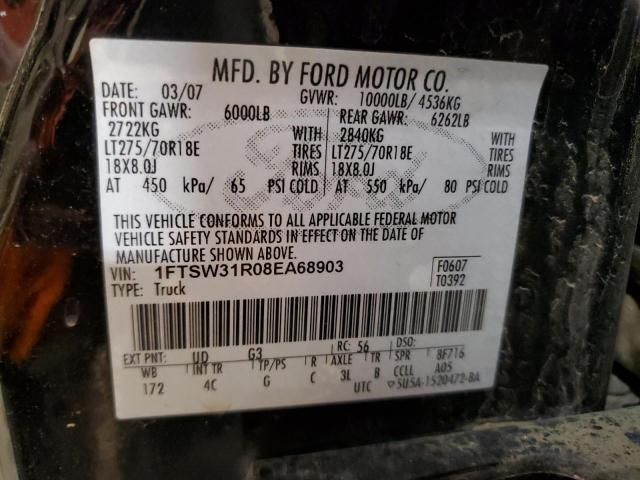 MFD. BY FORD MOTOR CO.
DATE: 03/07 GVWR: 10000LB/ 4536KG
FRONT GAWR: 6000LB REAR GAWR: 6262LB
2722KG WITH 2840KG WITH
LT275/70R18E TIRES LT275/70R18E TIRES
18X8.0J RIMS 18X8.0J RIMS
AT 450 kPa/ 65 PSI COLD AT 550 kPa/ 80 PSI COLD
THIS VEHICLE CONFORMS TO ALL APPLICABLE FEDERAL MOTOR
VEHICLE SAFETY STANDARDS IN EFFECT ON THE DATE OF
MANUFACTURE SHOWN ABOVE.
VIN: 1FTSW31R08EA68903 F0607
TYPE: Truck T0392
EXT PNT: UD G3 RC: 56 DSO:
WB INT TR TP/PS R AXLE TR SPR 8F716
172 4C G C 3L B CCLL A05
UTC 5U5A-1520472-BA
Ford